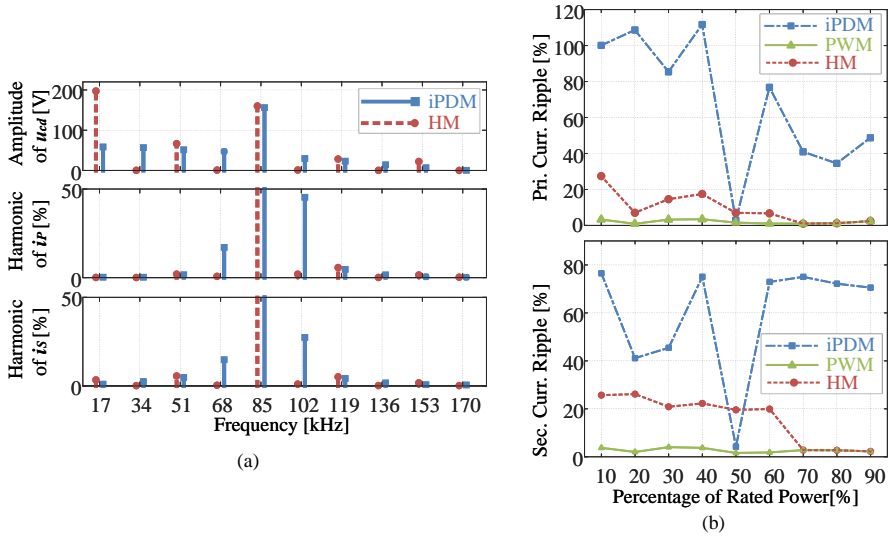 200
100
0
Amplitude
of ued [V]
iPDM
HM
50
0
Harmonic
of ip [%]
50
0
Harmonic
of is [%]
17 34 51 68 85 102 119 136 153 170
Frequency [kHz]
(a)
120
100
80
60
40
20
0
Pri. Curr. Ripple [%]
iPDM
PWM
HM
80
60
40
20
0
Sec. Curr. Ripple [%]
iPDM
PWM
HM
10 20 30 40 50 60 70 80 90
Percentage of Rated Power[%]
(b)